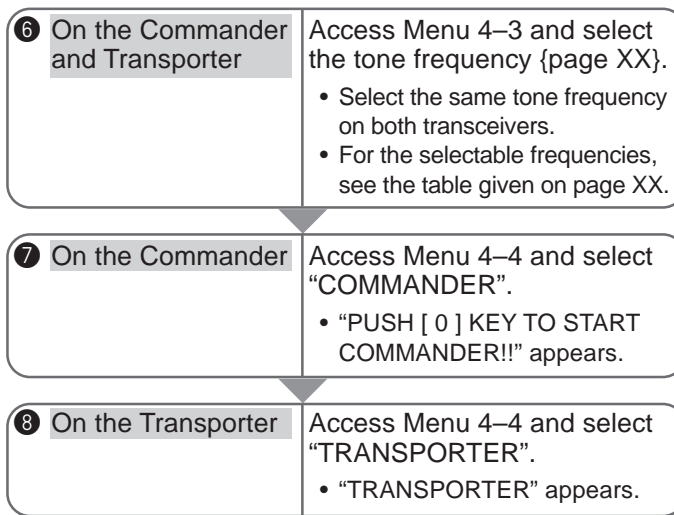 ❻ On the Commander
and Transporter
Access Menu 4–3 and select
the tone frequency {page XX}.
• Select the same tone frequency
on both transceivers.
• For the selectable frequencies,
see the table given on page XX.
❼ On the Commander
Access Menu 4–4 and select
“COMMANDER”.
• “PUSH [ 0 ] KEY TO START
COMMANDER!!” appears.
❽ On the Transporter
Access Menu 4–4 and select
“TRANSPORTER”.
• “TRANSPORTER” appears.